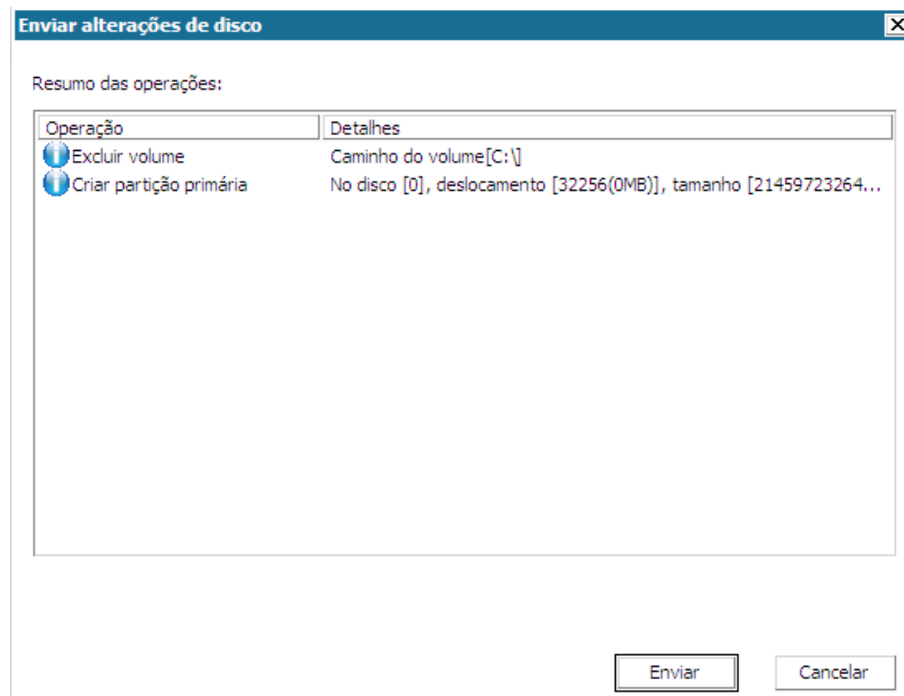 Enviar alterações de disco
Resumo das operações:
Operação Detalhes
Excluir volume Caminho do volume[C:\]
Criar partição primária No disco [0], deslocamento [32256(0MB)], tamanho [21459723264...
Enviar Cancelar